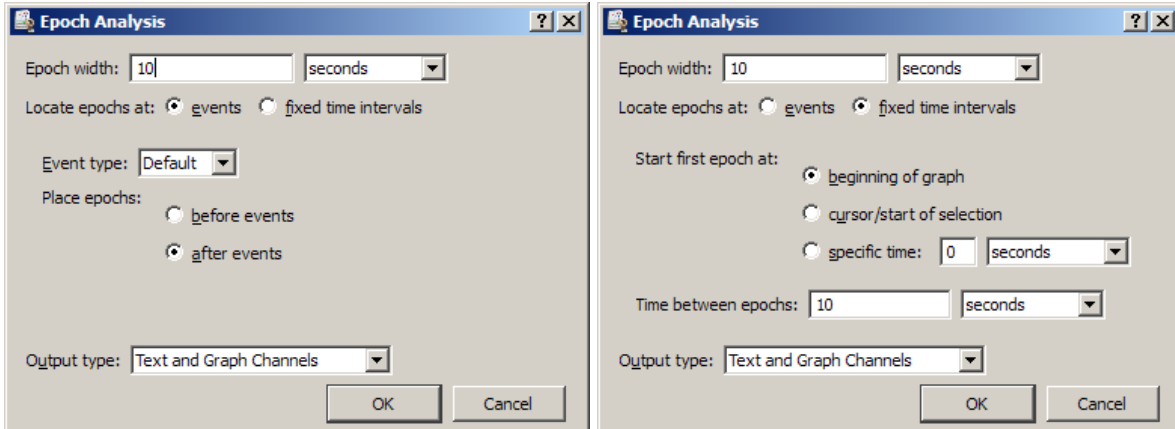 Epoch Analysis
Epoch width: 10 seconds
Locate epochs at: events fixed time intervals
Event type: Default
Place epochs:
before events
after events
Output type: Text and Graph Channels
OK Cancel
Epoch Analysis
Epoch width: 10 seconds
Locate epochs at: events fixed time intervals
Start first epoch at:
beginning of graph
cursor/start of selection
specific time: 0 seconds
Time between epochs: 10 seconds
Output type: Text and Graph Channels
OK Cancel